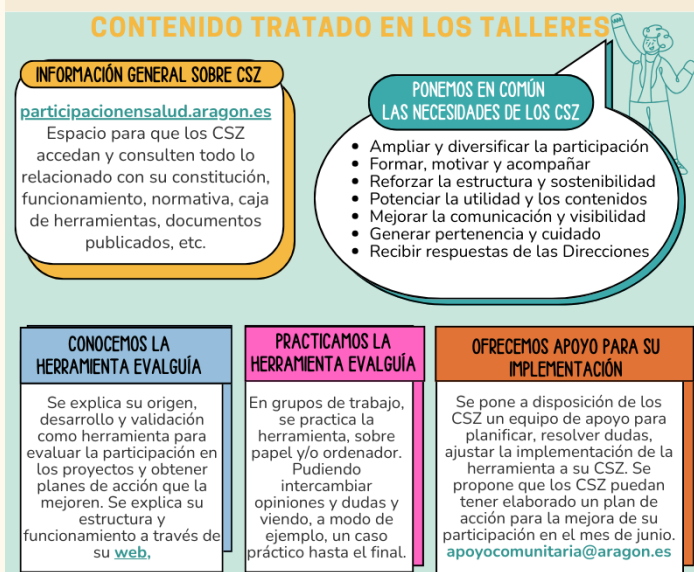 CONTENIDO TRATADO EN LOS TALLERES
INFORMACIÓN GENERAL SOBRE CSZ
participacionensalud.aragon.es
Espacio para que los CSZ
accedan y consulten todo lo
relacionado con su constitución,
funcionamiento, normativa, caja
de herramientas, documentos
publicados, etc.
PONEMOS EN COMÚN
LAS NECESIDADES DE LOS CSZ
• Ampliar y diversificar la participación
• Formar, motivar y acompañar
• Reforzar la estructura y sostenibilidad
• Potenciar la utilidad y los contenidos
• Mejorar la comunicación y visibilidad
• Generar pertenencia y cuidado
• Recibir respuestas de las Direcciones
CONOCEMOS LA
HERRAMIENTA EVALGUÍA
Se explica su origen,
desarrollo y validación
como herramienta para
evaluar la participación en
los proyectos y obtener
planes de acción que la
mejoren. Se explica su
estructura y
funcionamiento a través de
su web,
PRACTICAMOS LA
HERRAMIENTA EVALGUÍA
En grupos de trabajo,
se practica la
herramienta, sobre
papel y/o ordenador.
Pudiendo
intercambiar
opiniones y dudas y
viendo, a modo de
ejemplo, un caso
práctico hasta el final.
OFRECEMOS APOYO PARA SU
IMPLEMENTACIÓN
Se pone a disposición de los
CSZ un equipo de apoyo para
planificar, resolver dudas,
ajustar la implementación de la
herramienta a su CSZ. Se
propone que los CSZ puedan
tener elaborado un plan de
acción para la mejora de su
participación en el mes de junio.
apoyocomunitaria@aragon.es